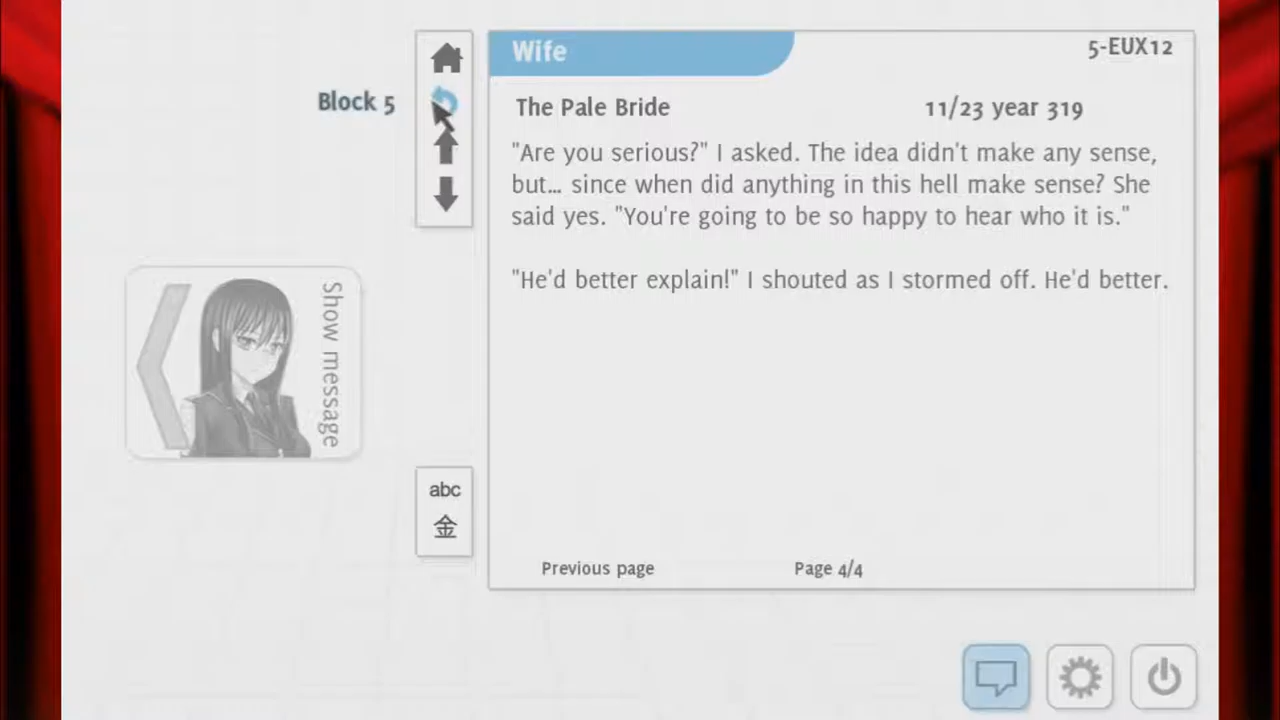 Wife
5-EUX12
Block 5
The Pale Bride
11/23 year 319
"Are you serious?" I asked. The idea didn't make any sense,
but... since when did anything in this hell make sense? She
said yes. "You're going to be so happy to hear who it is."
"He'd better explain!" I shouted as I stormed off. He'd better.
Show message
abc
金
Previous page
Page 4/4